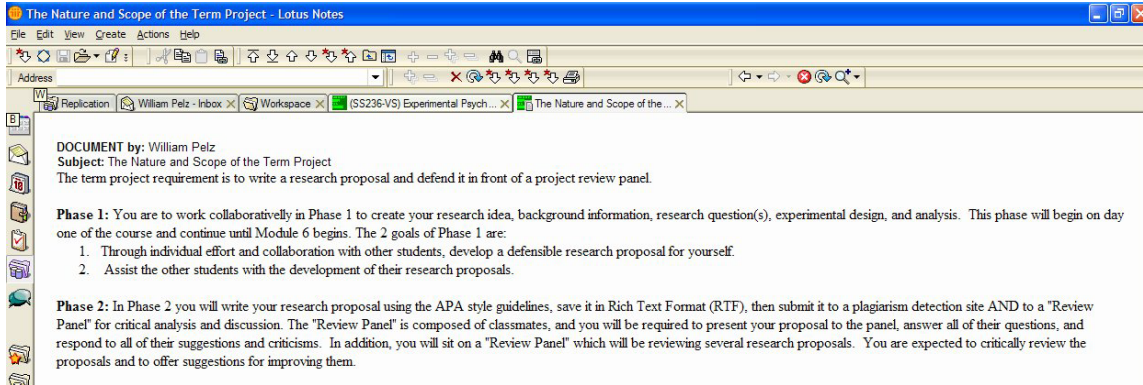 The Nature and Scope of the Term Project - Lotus Notes
File Edit View Create Actions Help
Address
W
Replication William Pelz - Inbox Workspace (SS236-VS) Experimental Psych ... The Nature and Scope of the ...
B
DOCUMENT by: William Pelz
Subject: The Nature and Scope of the Term Project
The term project requirement is to write a research proposal and defend it in front of a project review panel.
Phase 1: You are to work collaborativelly in Phase 1 to create your research idea, background information, research question(s), experimental design, and analysis. This phase will begin on day
one of the course and continue until Module 6 begins. The 2 goals of Phase 1 are:
1. Through individual effort and collaboration with other students, develop a defensible research proposal for yourself.
2. Assist the other students with the development of their research proposals.
Phase 2: In Phase 2 you will write your research proposal using the APA style guidelines, save it in Rich Text Format (RTF), then submit it to a plagiarism detection site AND to a "Review
Panel" for critical analysis and discussion. The "Review Panel" is composed of classmates, and you will be required to present your proposal to the panel, answer all of their questions, and
respond to all of their suggestions and criticisms. In addition, you will sit on a "Review Panel" which will be reviewing several research proposals. You are expected to critically review the
proposals and to offer suggestions for improving them.